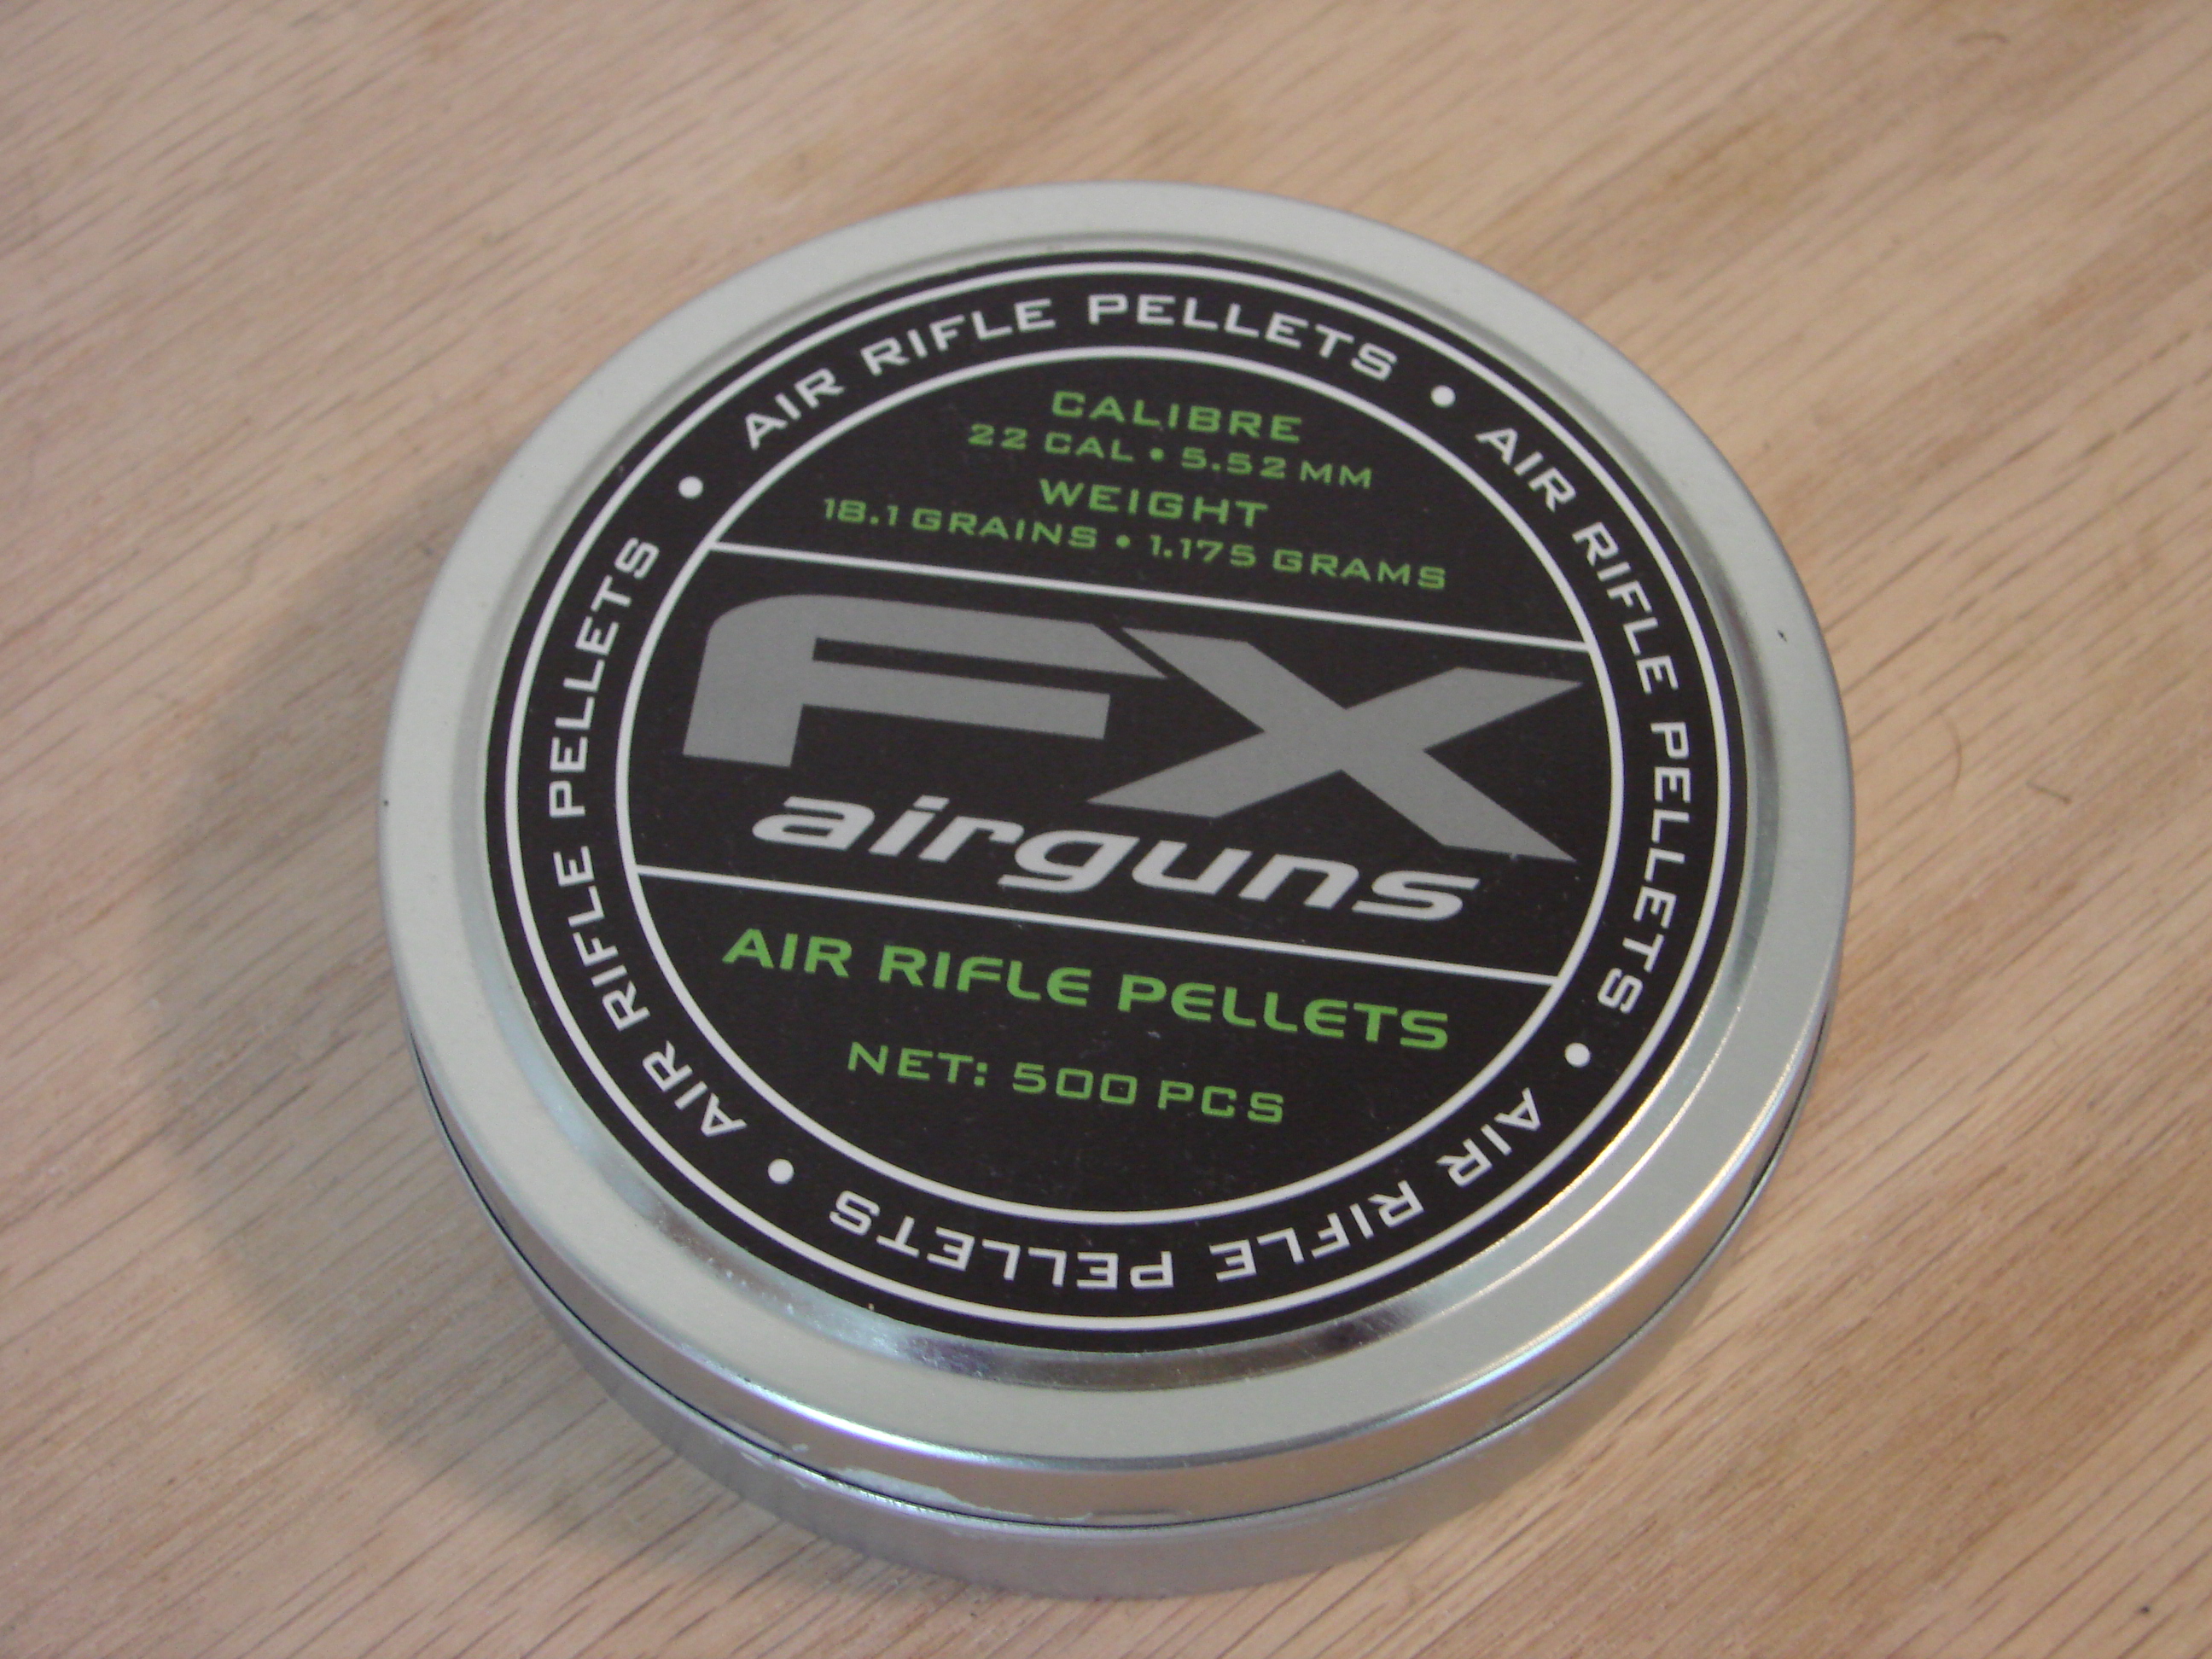 AIR RIFLE PELLETS • AIR RIFLE PELLETS • AIR RIFLE PELLETS • AIR RIFLE PELLETS •
CALIBRE
22 CAL • 5.52 MM
WEIGHT
18.1 GRAINS • 1.175 GRAMS
FX
airguns
AIR RIFLE PELLETS
NET: 500 PCS